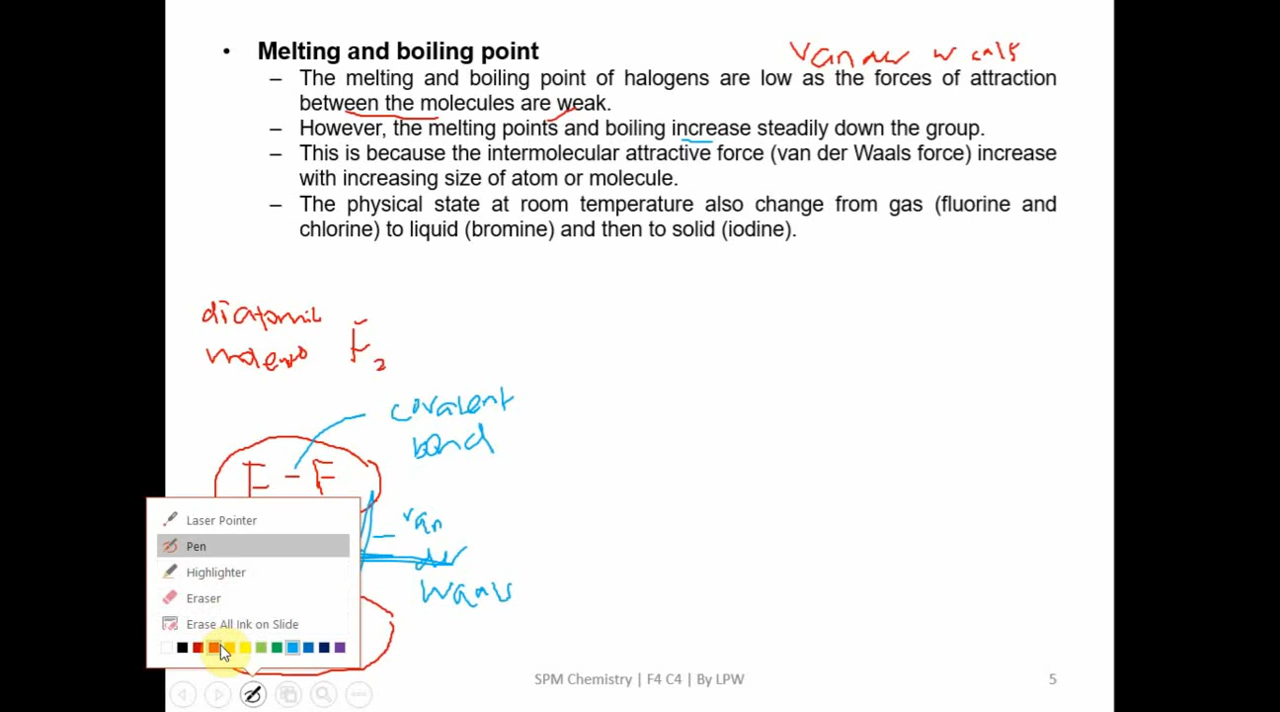 • Melting and boiling point
van der waals
– The melting and boiling point of halogens are low as the forces of attraction
between the molecules are weak.
– However, the melting points and boiling increase steadily down the group.
– This is because the intermolecular attractive force (van der Waals force) increase
with increasing size of atom or molecule.
– The physical state at room temperature also change from gas (fluorine and
chlorine) to liquid (bromine) and then to solid (iodine).
diatomic
F2
covalent
bond
F - F
van
der
Waals
Laser Pointer
Pen
Highlighter
Eraser
Erase All Ink on Slide
SPM Chemistry | F4 C4 | By LPW
5